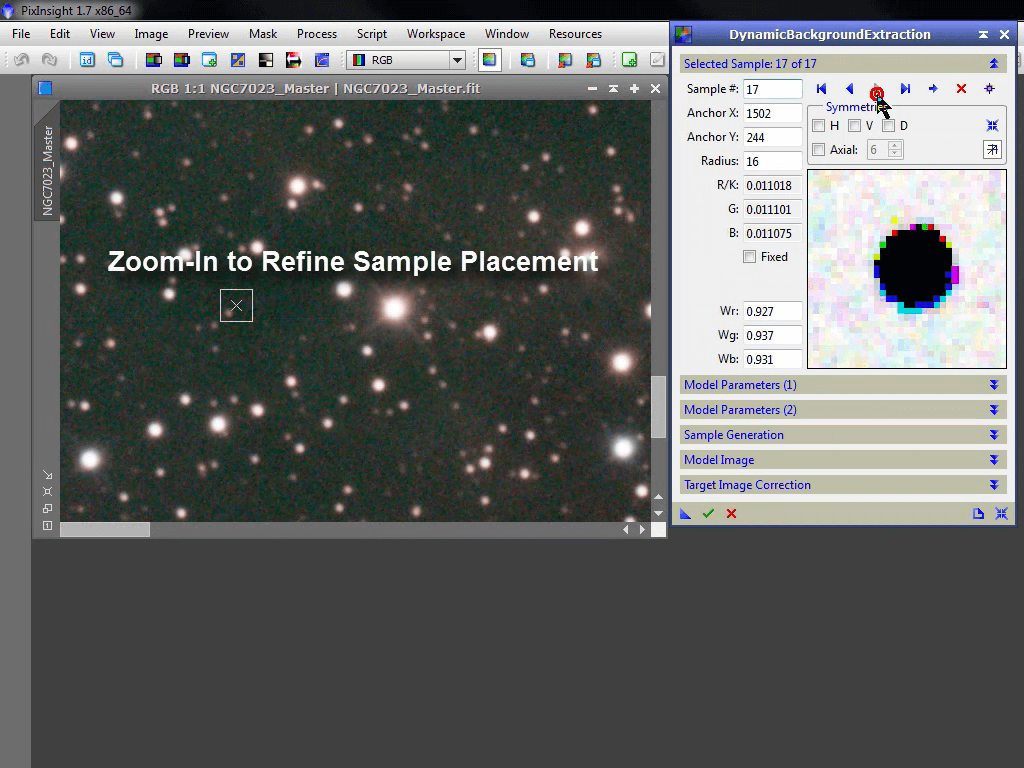 PixInsight 1.7 x86_64
File Edit View Image Preview Mask Process Script Workspace Window Resources
RGB
RGB 1:1 NGC7023_Master | NGC7023_Master.fit
NGC7023_Master
Zoom-In to Refine Sample Placement
DynamicBackgroundExtraction
Selected Sample: 17 of 17
Sample #: 17
Anchor X: 1502
Anchor Y: 244
Radius: 16
R/K: 0.011018
G: 0.011101
B: 0.011075
Fixed
Wr: 0.927
Wg: 0.937
Wb: 0.931
H V D
Axial: 6
Model Parameters (1)
Model Parameters (2)
Sample Generation
Model Image
Target Image Correction